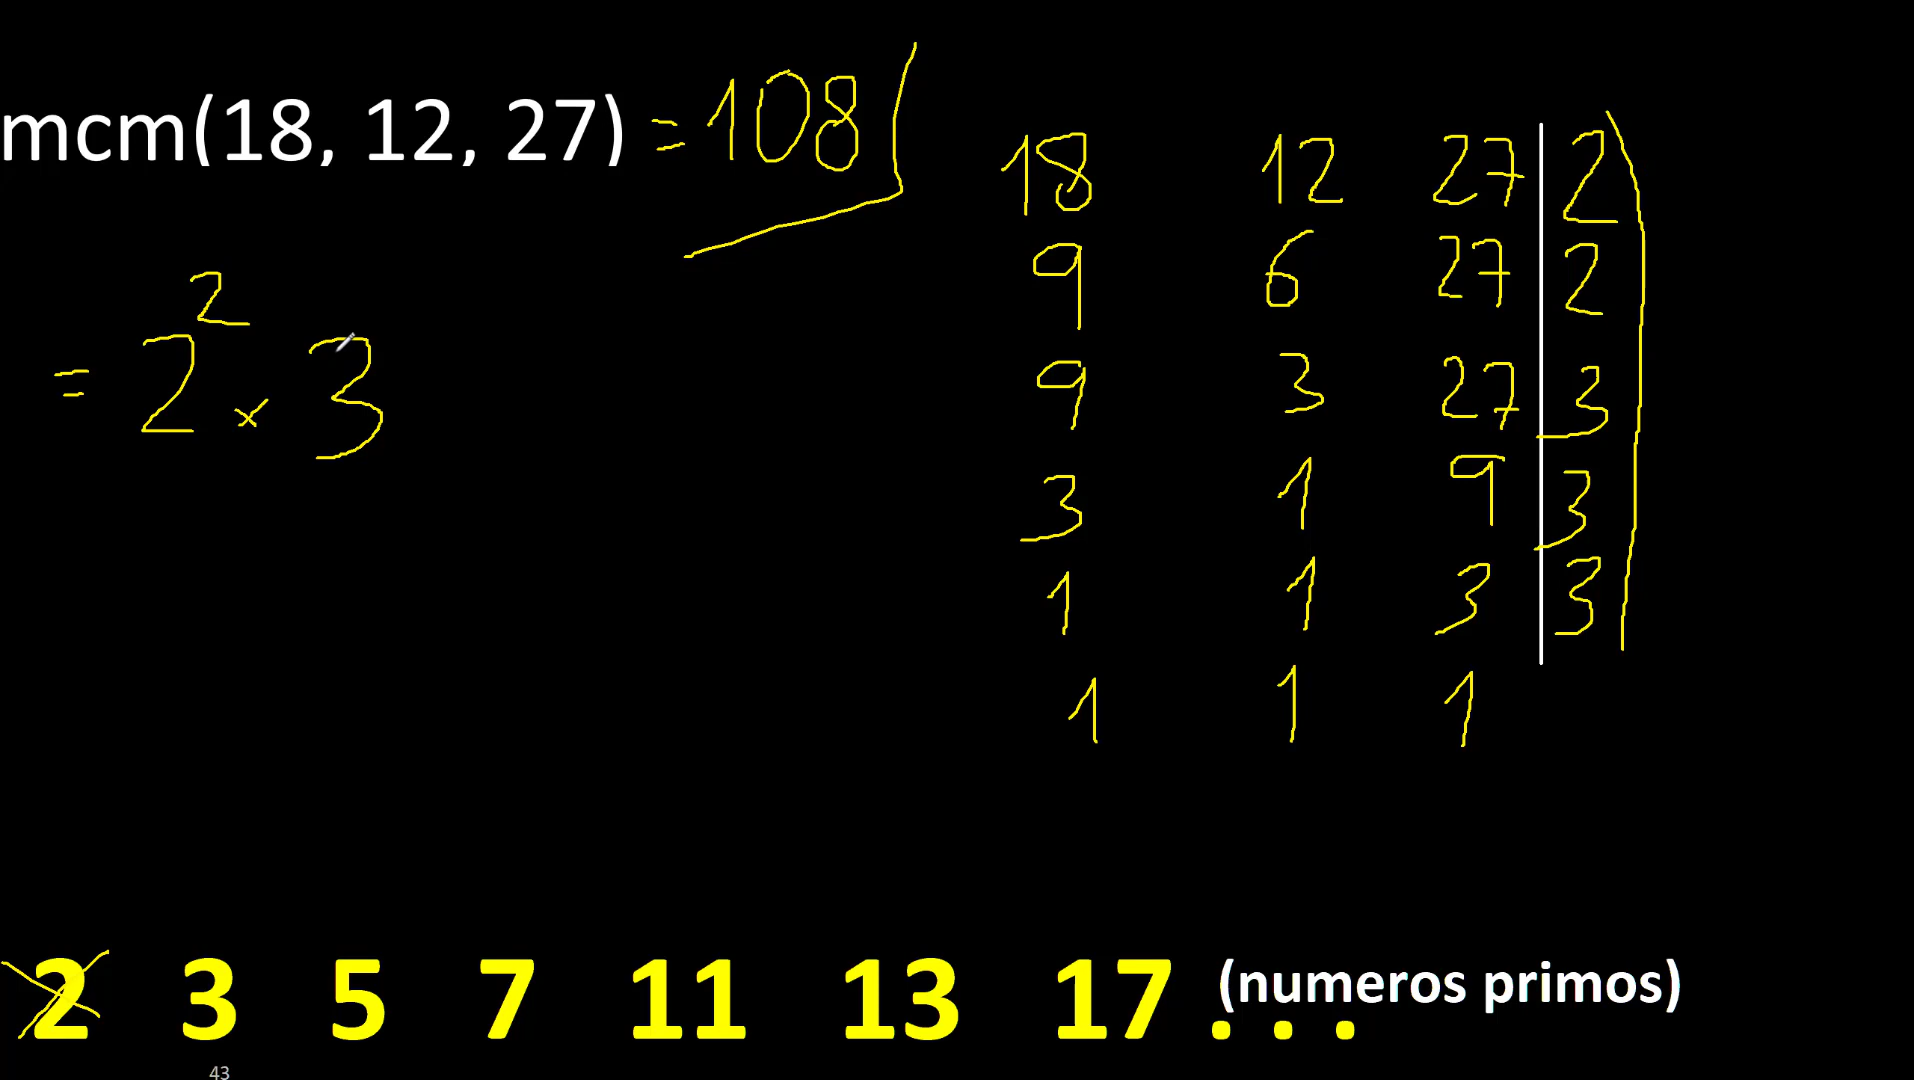 mcm(18, 12, 27) = 108
= 2² × 3
18 12 27 | 2
9 6 27 | 2
9 3 27 | 3
3 1 9 | 3
1 1 3 | 3
1 1 1
2 3 5 7 11 13 17 . . . (numeros primos)
43